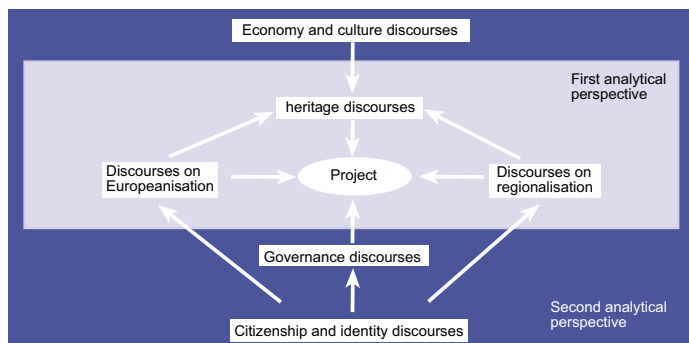 Economy and culture discourses
First analytical
perspective
heritage discourses
Discourses on
Europeanisation
Project
Discourses on
regionalisation
Governance discourses
Second analytical
perspective
Citizenship and identity discourses